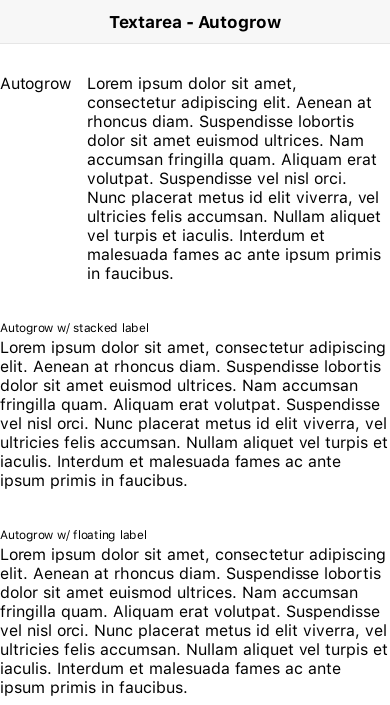 Textarea - Autogrow
Autogrow
Lorem ipsum dolor sit amet,
consectetur adipiscing elit. Aenean at
rhoncus diam. Suspendisse lobortis
dolor sit amet euismod ultrices. Nam
accumsan fringilla quam. Aliquam erat
volutpat. Suspendisse vel nisl orci.
Nunc placerat metus id elit viverra, vel
ultricies felis accumsan. Nullam aliquet
vel turpis et iaculis. Interdum et
malesuada fames ac ante ipsum primis
in faucibus.
Autogrow w/ stacked label
Lorem ipsum dolor sit amet, consectetur adipiscing
elit. Aenean at rhoncus diam. Suspendisse lobortis
dolor sit amet euismod ultrices. Nam accumsan
fringilla quam. Aliquam erat volutpat. Suspendisse
vel nisl orci. Nunc placerat metus id elit viverra, vel
ultricies felis accumsan. Nullam aliquet vel turpis et
iaculis. Interdum et malesuada fames ac ante
ipsum primis in faucibus.
Autogrow w/ floating label
Lorem ipsum dolor sit amet, consectetur adipiscing
elit. Aenean at rhoncus diam. Suspendisse lobortis
dolor sit amet euismod ultrices. Nam accumsan
fringilla quam. Aliquam erat volutpat. Suspendisse
vel nisl orci. Nunc placerat metus id elit viverra, vel
ultricies felis accumsan. Nullam aliquet vel turpis et
iaculis. Interdum et malesuada fames ac ante
ipsum primis in faucibus.